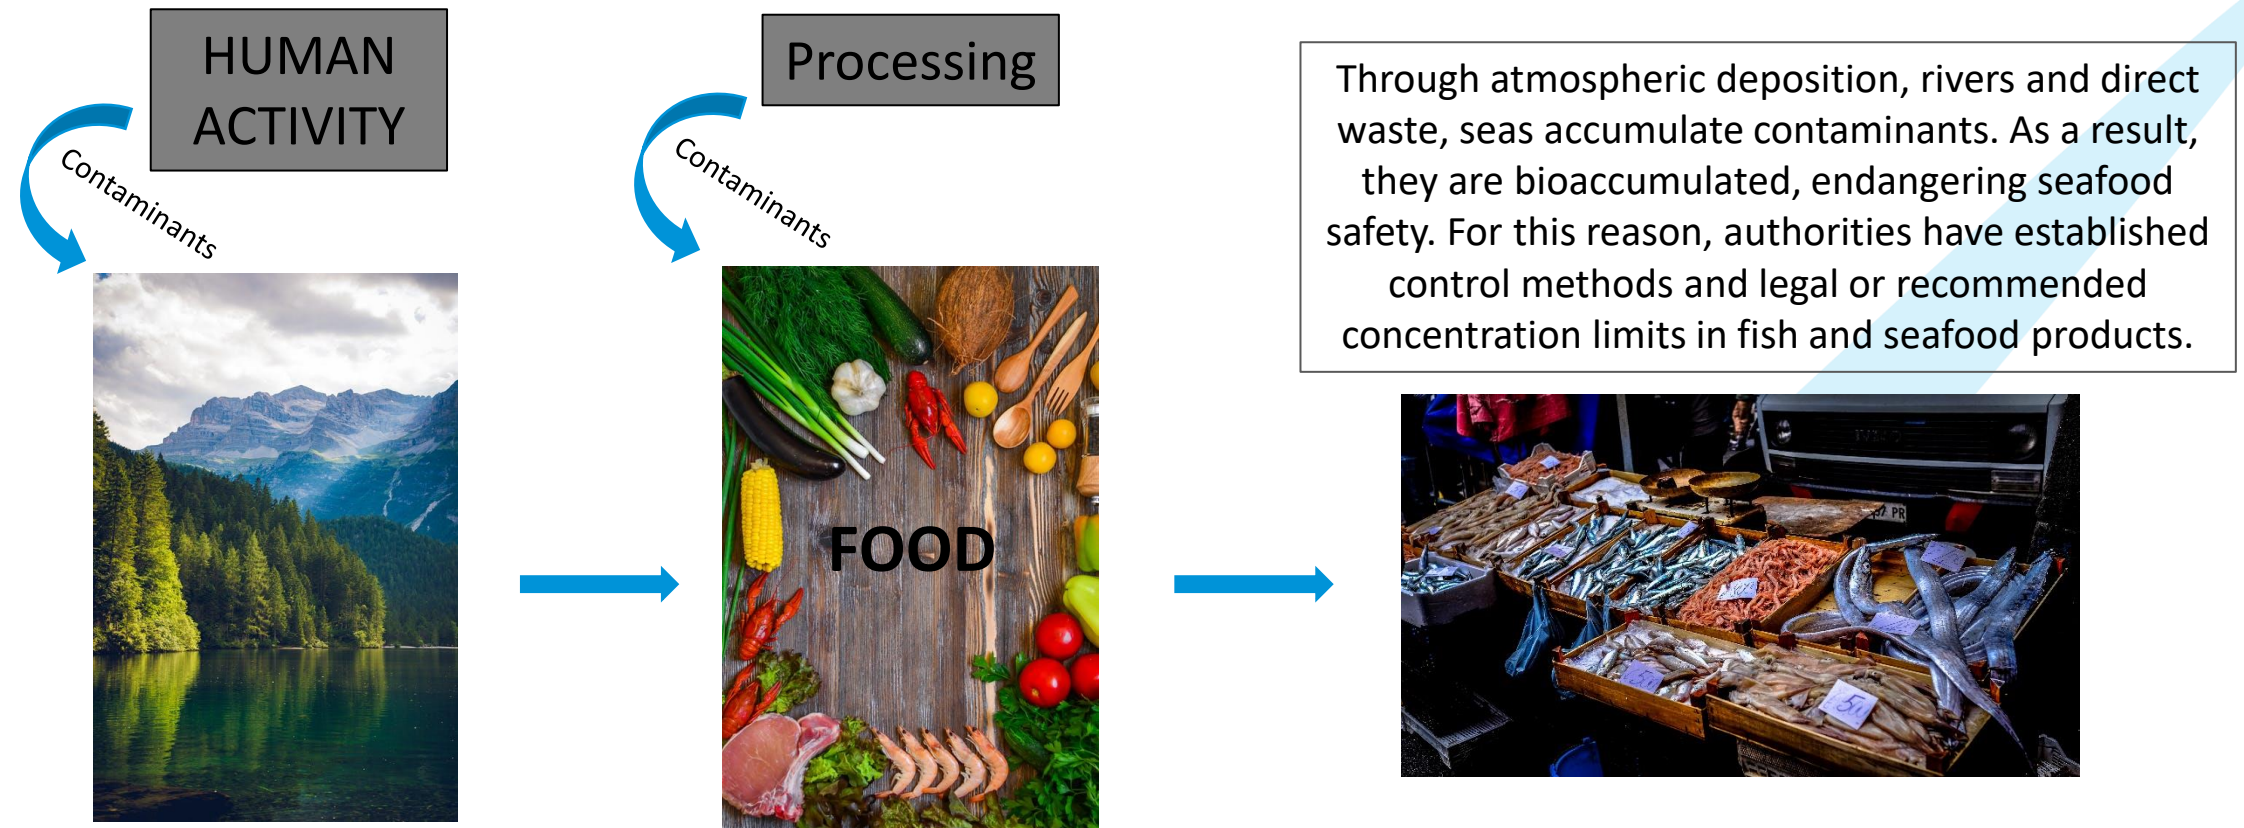 HUMAN
ACTIVITY
Contaminants
Processing
Contaminants
FOOD
Through atmospheric deposition, rivers and direct
waste, seas accumulate contaminants. As a result,
they are bioaccumulated, endangering seafood
safety. For this reason, authorities have established
control methods and legal or recommended
concentration limits in fish and seafood products.